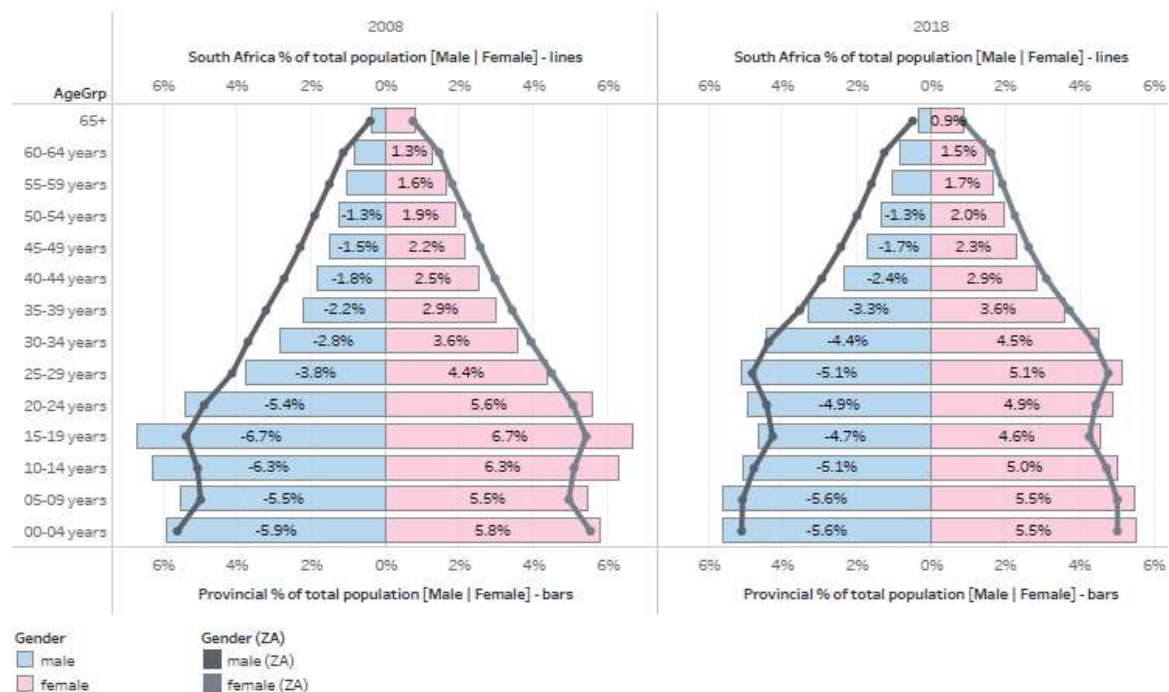 2008 2018
South Africa % of total population [Male | Female] - lines South Africa % of total population [Male | Female] - lines
AgeGrp 6% 4% 2% 0% 2% 4% 6% 6% 4% 2% 0% 2% 4% 6%
65+ 0.9%
60-64 years 1.3% 1.5%
55-59 years 1.6% 1.7%
50-54 years -1.3% 1.9% -1.3% 2.0%
45-49 years -1.5% 2.2% -1.7% 2.3%
40-44 years -1.8% 2.5% -2.4% 2.9%
35-39 years -2.2% 2.9% -3.3% 3.6%
30-34 years -2.8% 3.6% -4.4% 4.5%
25-29 years -3.8% 4.4% -5.1% 5.1%
20-24 years -5.4% 5.6% -4.9% 4.9%
15-19 years -6.7% 6.7% -4.7% 4.6%
10-14 years -6.3% 6.3% -5.1% 5.0%
05-09 years -5.5% 5.5% -5.6% 5.5%
00-04 years -5.9% 5.8% -5.6% 5.5%
6% 4% 2% 0% 2% 4% 6% 6% 4% 2% 0% 2% 4% 6%
Provincial % of total population [Male | Female] - bars Provincial % of total population [Male | Female] - bars
Gender Gender (ZA)
male male (ZA)
female female (ZA)